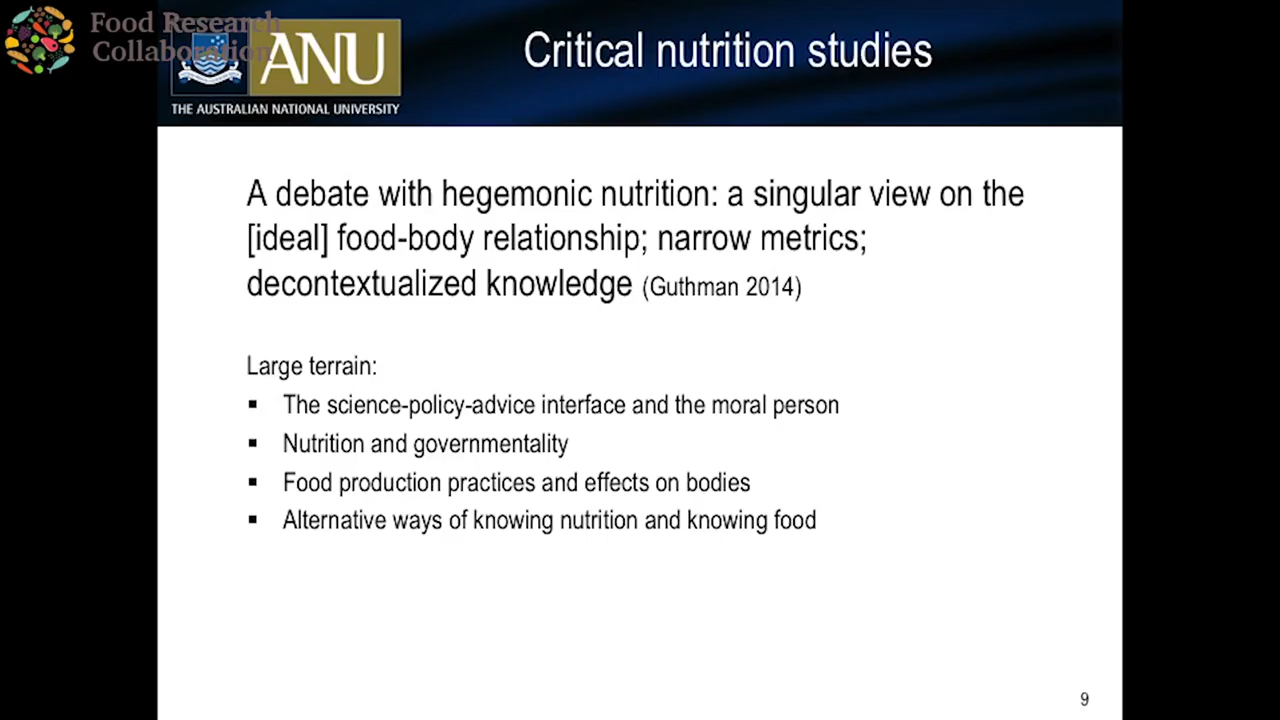 Food Research
Collaboration
ANU
THE AUSTRALIAN NATIONAL UNIVERSITY
Critical nutrition studies
A debate with hegemonic nutrition: a singular view on the
[ideal] food-body relationship; narrow metrics;
decontextualized knowledge (Guthman 2014)
Large terrain:
▪ The science-policy-advice interface and the moral person
▪ Nutrition and governmentality
▪ Food production practices and effects on bodies
▪ Alternative ways of knowing nutrition and knowing food
9